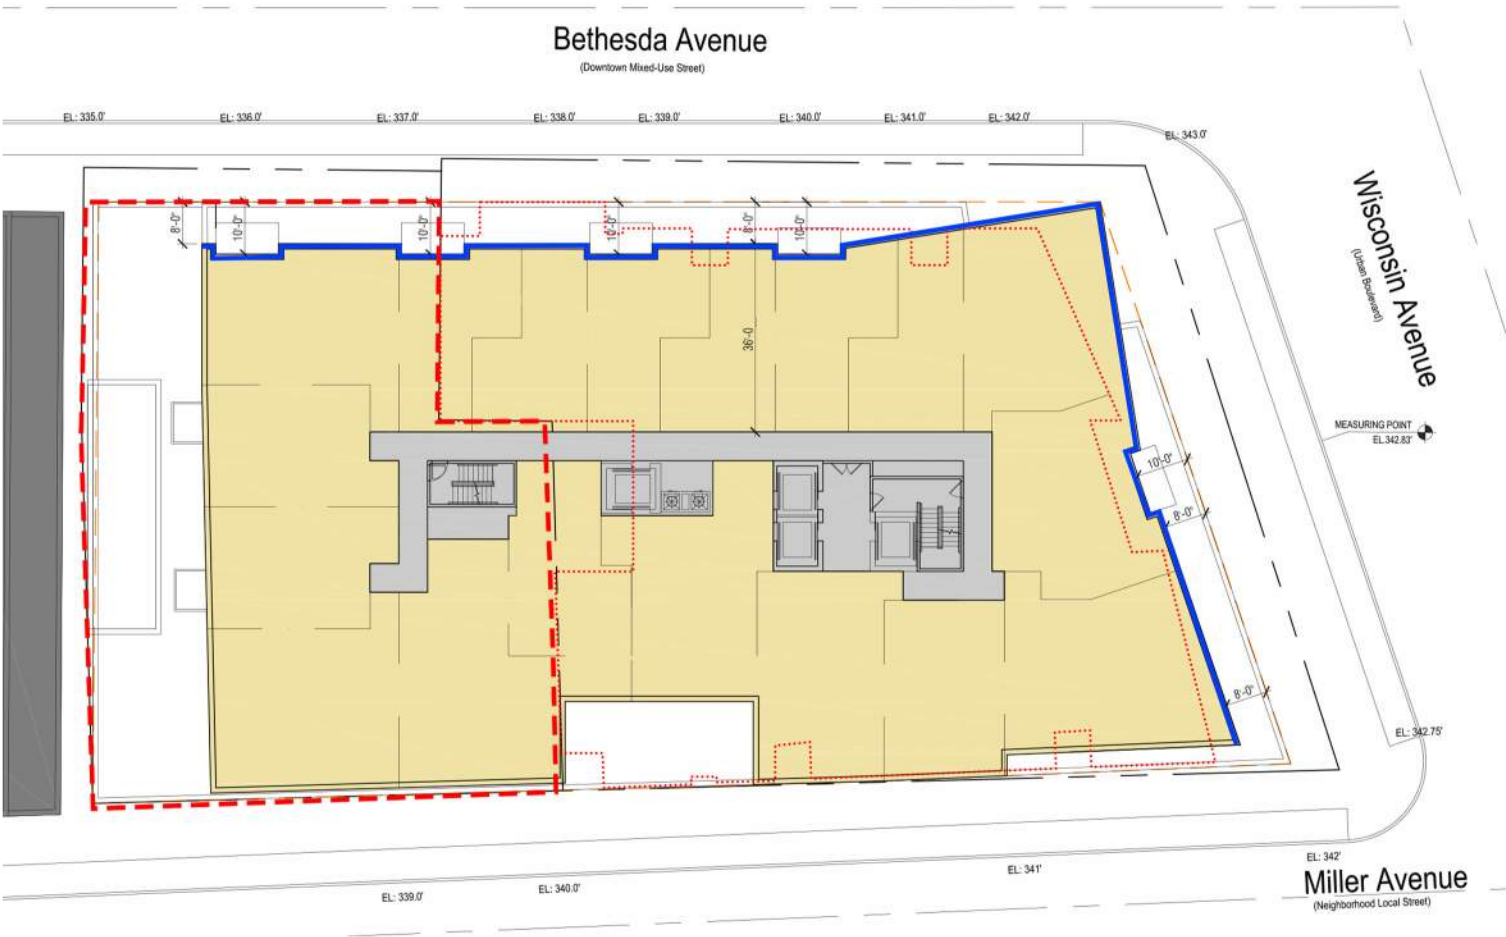 Bethesda Avenue
(Downtown Mixed-Use Street)
EL: 335.0'
EL: 336.0'
EL: 337.0'
EL: 338.0'
EL: 339.0'
EL: 340.0'
EL: 341.0'
EL: 342.0'
EL: 343.0'
Wisconsin Avenue
(Urban Boulevard)
8'-0"
10'-0"
10'-0"
10'-0"
8'-0"
10'-0"
36'-0
MEASURING POINT
EL.342.83'
10'-0"
8'-0"
8'-0"
EL: 342.75'
EL: 342'
EL: 341'
EL: 340.0'
EL: 339.0'
Miller Avenue
(Neighborhood Local Street)